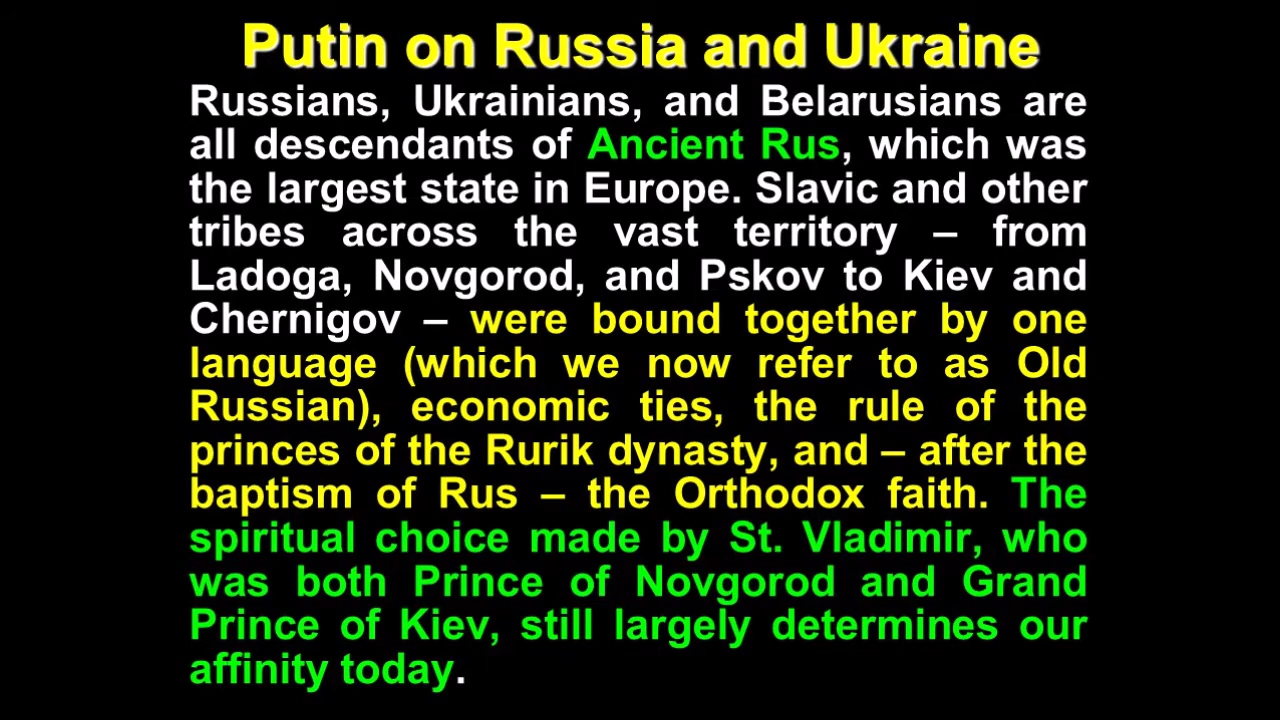 Putin on Russia and Ukraine
Russians, Ukrainians, and Belarusians are
all descendants of Ancient Rus, which was
the largest state in Europe. Slavic and other
tribes across the vast territory – from
Ladoga, Novgorod, and Pskov to Kiev and
Chernigov – were bound together by one
language (which we now refer to as Old
Russian), economic ties, the rule of the
princes of the Rurik dynasty, and – after the
baptism of Rus – the Orthodox faith. The
spiritual choice made by St. Vladimir, who
was both Prince of Novgorod and Grand
Prince of Kiev, still largely determines our
affinity today.